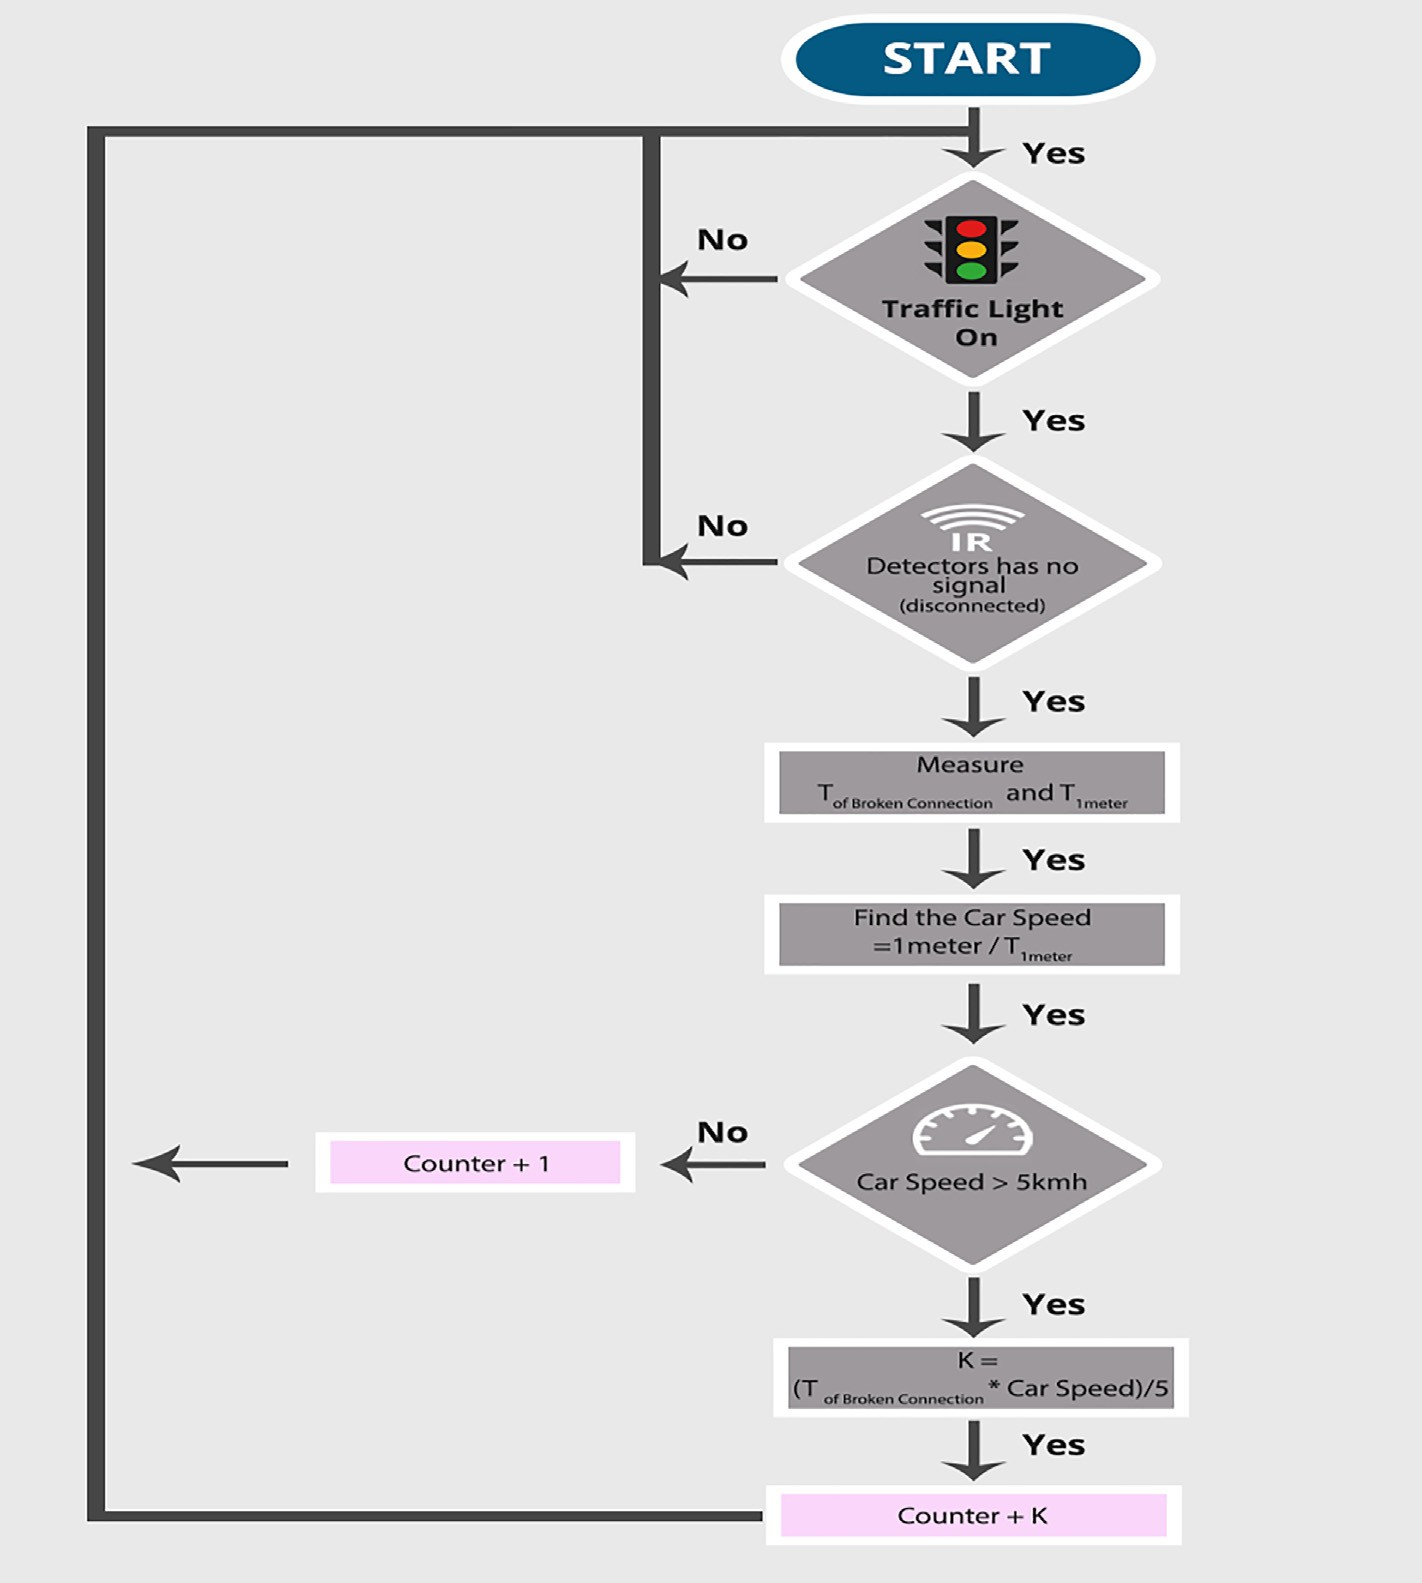 START
Yes
No
Traffic Light
On
Yes
No
IR
Detectors has no
signal
(disconnected)
Yes
Measure
T of Broken Connection and T 1meter
Yes
Find the Car Speed
=1meter / T 1meter
Yes
No
Counter + 1
Car Speed > 5kmh
Yes
K =
(T of Broken Connection * Car Speed)/5
Yes
Counter + K